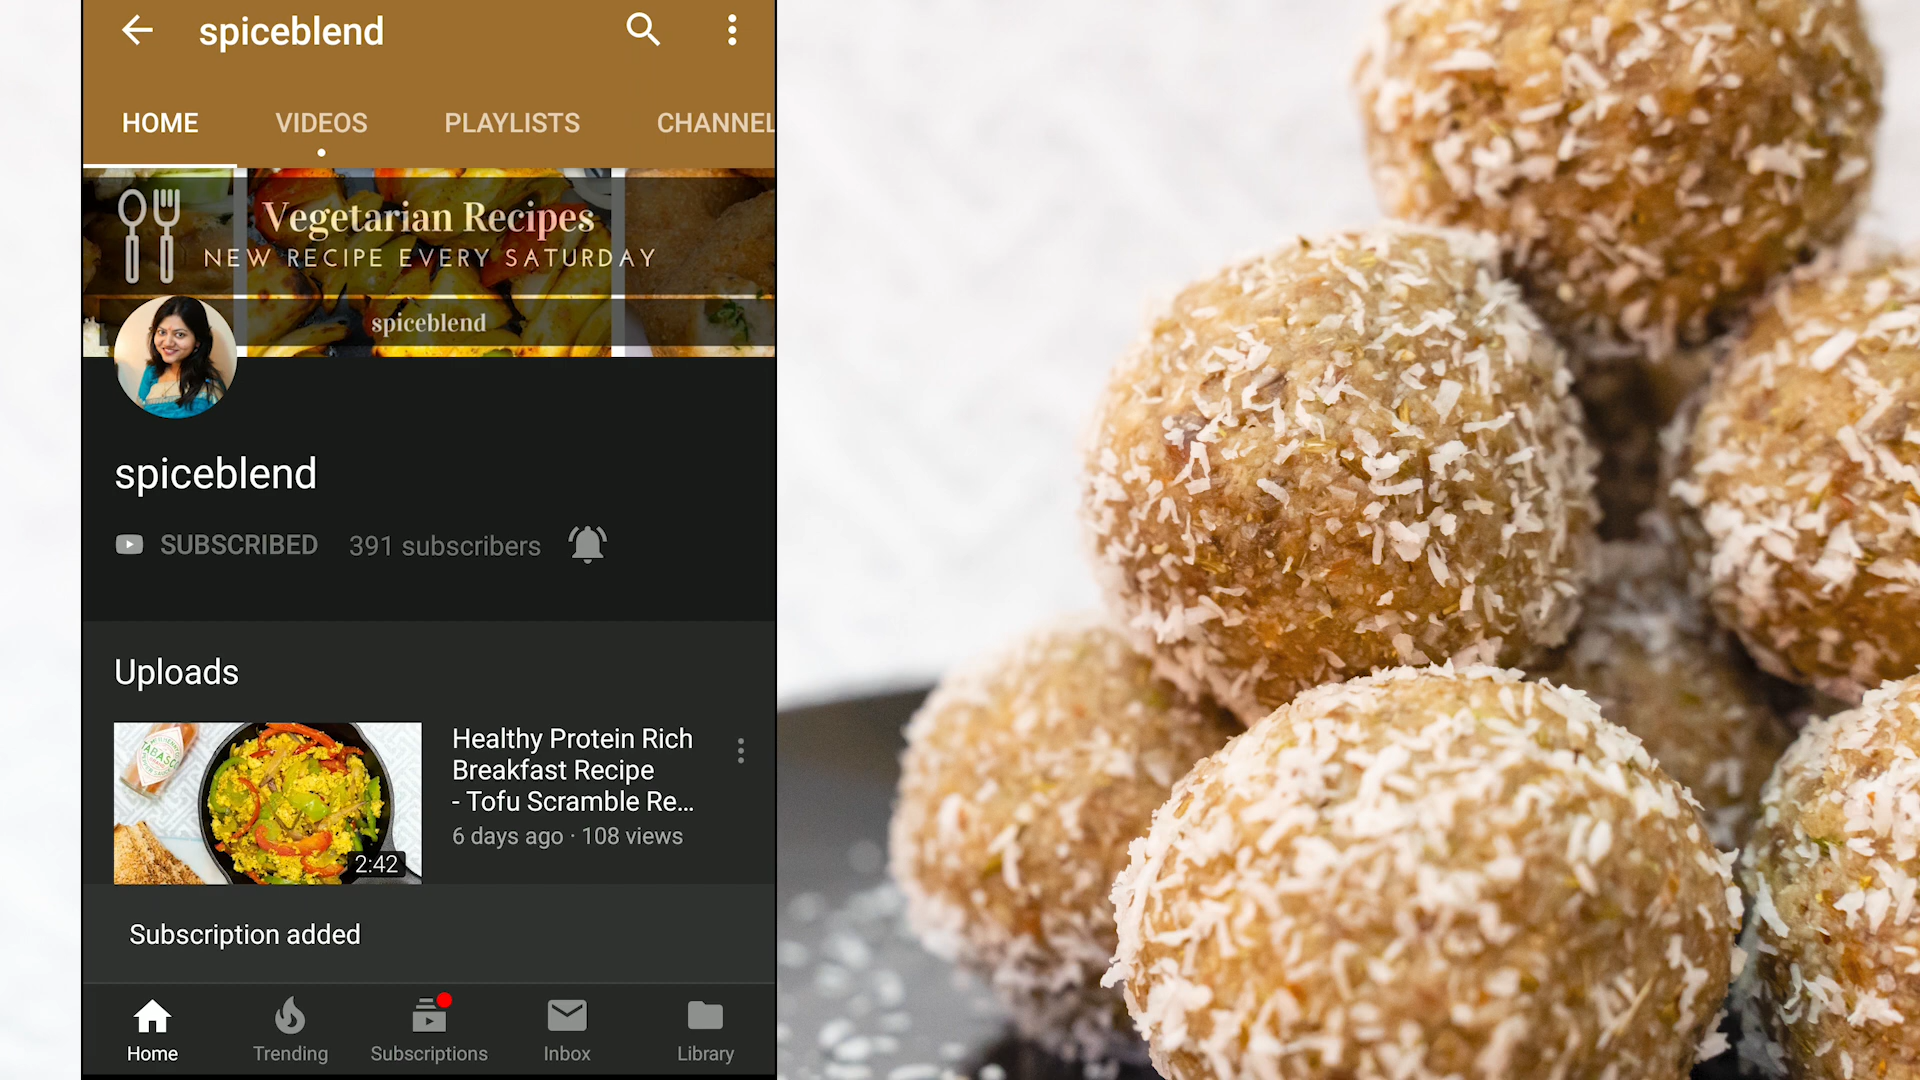 spiceblend
HOME VIDEOS PLAYLISTS CHANNEL
Vegetarian Recipes
NEW RECIPE EVERY SATURDAY
spiceblend
spiceblend
SUBSCRIBED 391 subscribers
Uploads
TABASCO
2:42
Healthy Protein Rich
Breakfast Recipe
- Tofu Scramble Re...
6 days ago · 108 views
Subscription added
Home Trending Subscriptions Inbox Library